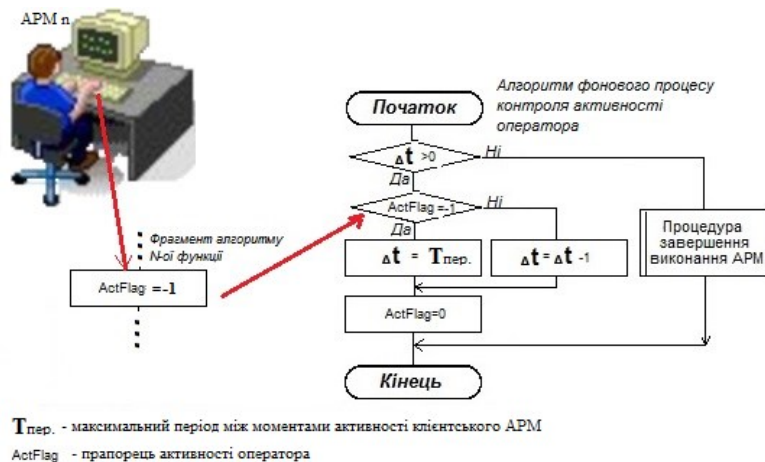 АРМ n
Алгоритм фонового процесу
контроля активності
оператора
Початок
Δt >0
Ні
Да
ActFlag =-1
Ні
Да
Фрагмент алгоритму
N-ої функції
ActFlag =-1
Δt = Tпер.
Δt = Δt -1
Процедура
завершення
виконання АРМ
ActFlag=0
Кінець
Tпер. - максимальний період між моментами активності клієнтського АРМ
ActFlag - прапорець активності оператора